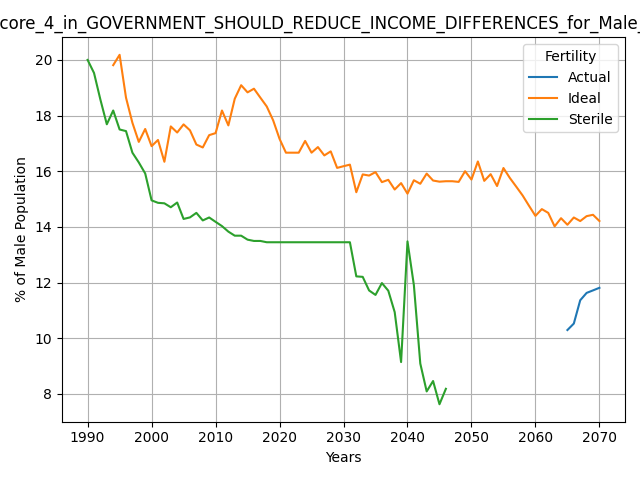 core_4_in_GOVERNMENT_SHOULD_REDUCE_INCOME_DIFFERENCES_for_Male_
Fertility
Actual
Ideal
Sterile
% of Male Population
20
18
16
14
12
10
8
1990 2000 2010 2020 2030 2040 2050 2060 2070
Years